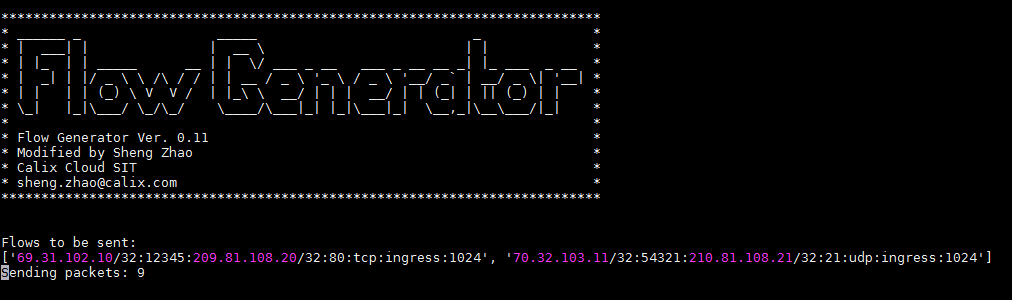 Flow Generator
Flow Generator Ver. 0.11
Modified by Sheng Zhao
Calix Cloud SIT
sheng.zhao@calix.com
Flows to be sent:
['69.31.102.10/32:12345:209.81.108.20/32:80:tcp:ingress:1024', '70.32.103.11/32:54321:210.81.108.21/32:21:udp:ingress:1024']
Sending packets: 9